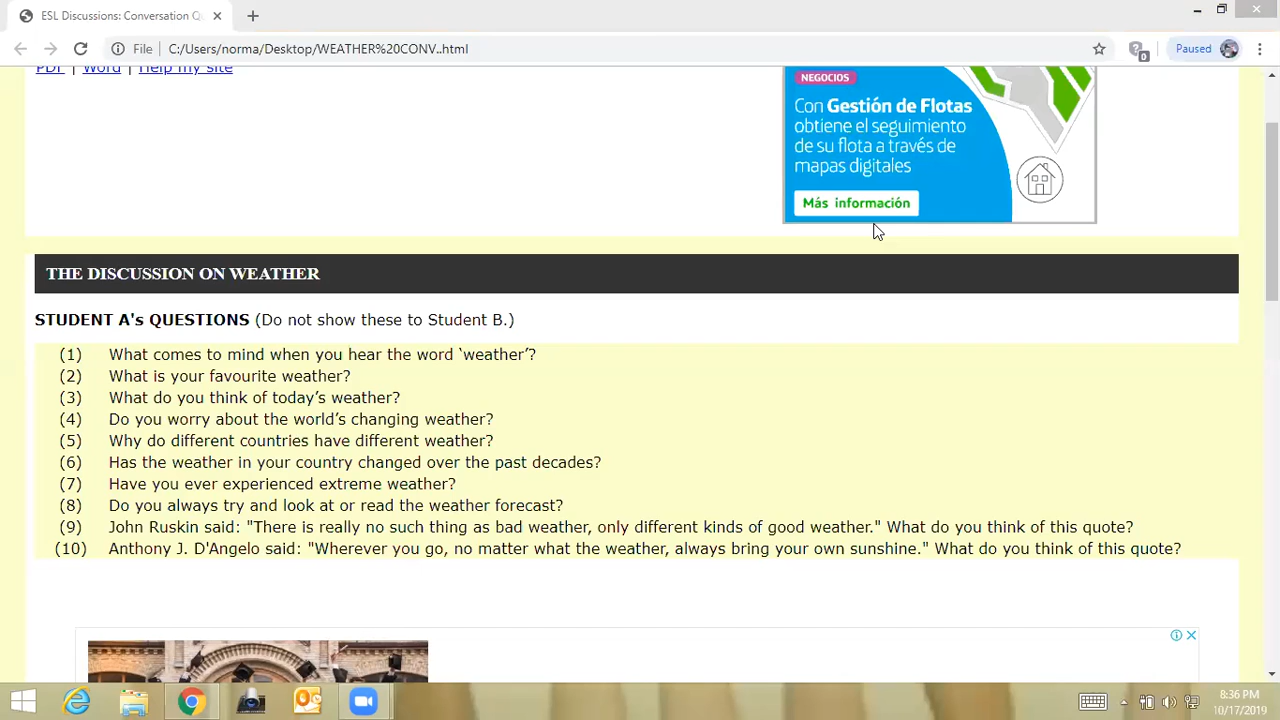 ESL Discussions: Conversation Q
File | C:/Users/norma/Desktop/WEATHER%20CONV..html
0
Paused
PDF | Word | Help my site
NEGOCIOS
Con Gestión de Flotas
obtiene el seguimiento
de su flota a través de
mapas digitales
Más información
THE DISCUSSION ON WEATHER
STUDENT A's QUESTIONS (Do not show these to Student B.)
(1) What comes to mind when you hear the word ‘weather’?
(2) What is your favourite weather?
(3) What do you think of today’s weather?
(4) Do you worry about the world’s changing weather?
(5) Why do different countries have different weather?
(6) Has the weather in your country changed over the past decades?
(7) Have you ever experienced extreme weather?
(8) Do you always try and look at or read the weather forecast?
(9) John Ruskin said: "There is really no such thing as bad weather, only different kinds of good weather." What do you think of this quote?
(10) Anthony J. D'Angelo said: "Wherever you go, no matter what the weather, always bring your own sunshine." What do you think of this quote?
8:36 PM
10/17/2019